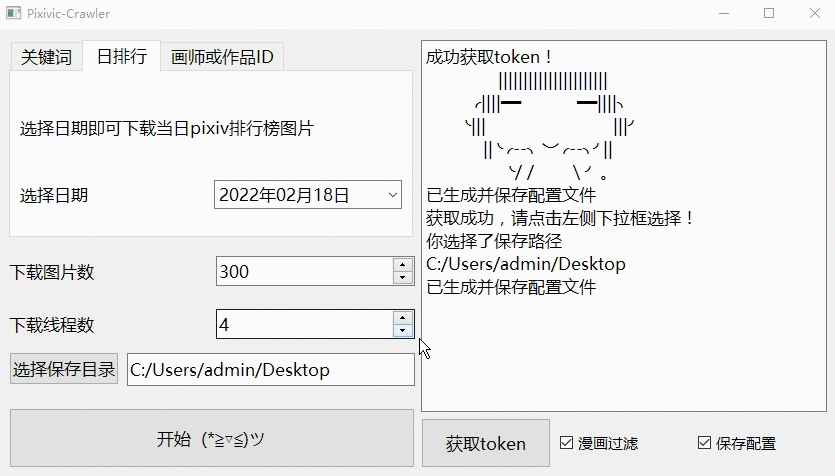 Pixivic-Crawler
关键词 日排行 画师或作品ID
选择日期即可下载当日pixiv排行榜图片
选择日期 2022年02月18日
下载图片数 300
下载线程数 4
选择保存目录 C:/Users/admin/Desktop
开始 (*≧▽≦)ツ
成功获取token！
||||||||||||||||||||||
╭||||━━ ━━||||╮
╰||| |||╯
||╰╭--╮ ︶╭--╮╯||
╰/ / \ ╯。
已生成并保存配置文件
获取成功，请点击左侧下拉框选择！
你选择了保存路径
C:/Users/admin/Desktop
已生成并保存配置文件
获取token 漫画过滤 保存配置